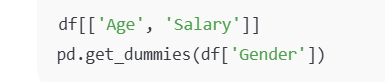 df[['Age', 'Salary']]
pd.get_dummies(df['Gender'])